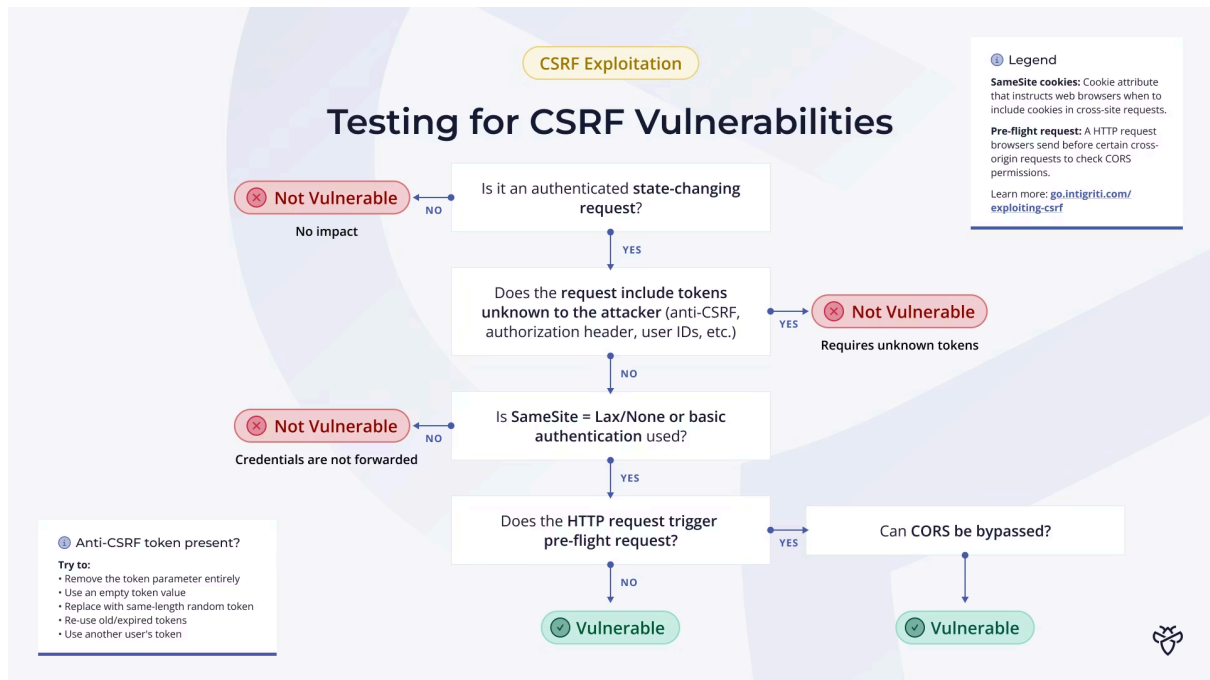 CSRF Exploitation
Testing for CSRF Vulnerabilities
Legend
SameSite cookies: Cookie attribute
that instructs web browsers when to
include cookies in cross-site requests.
Pre-flight request: A HTTP request
browsers send before certain cross-
origin requests to check CORS
permissions.
Learn more: go.intigriti.com/
exploiting-csrf
Is it an authenticated state-changing
request?
NO
Not Vulnerable
No impact
YES
Does the request include tokens
unknown to the attacker (anti-CSRF,
authorization header, user IDs, etc.)
YES
Not Vulnerable
Requires unknown tokens
NO
Is SameSite = Lax/None or basic
authentication used?
NO
Not Vulnerable
Credentials are not forwarded
YES
Does the HTTP request trigger
pre-flight request?
YES
Can CORS be bypassed?
NO
Vulnerable
Vulnerable
Anti-CSRF token present?
Try to:
• Remove the token parameter entirely
• Use an empty token value
• Replace with same-length random token
• Re-use old/expired tokens
• Use another user's token